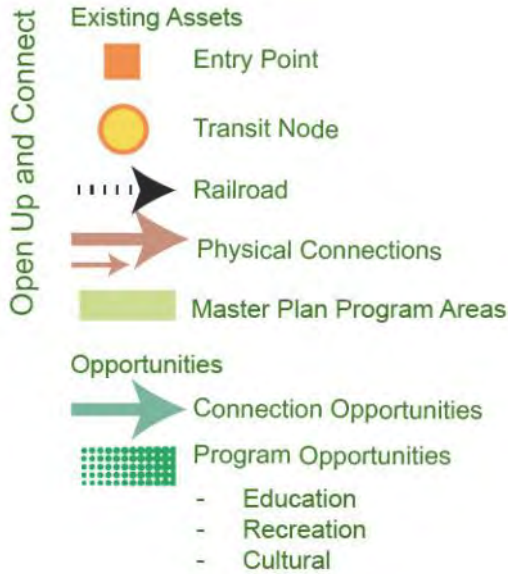 Open Up and Connect
Existing Assets
Entry Point
Transit Node
Railroad
Physical Connections
Master Plan Program Areas
Opportunities
Connection Opportunities
Program Opportunities
- Education
- Recreation
- Cultural